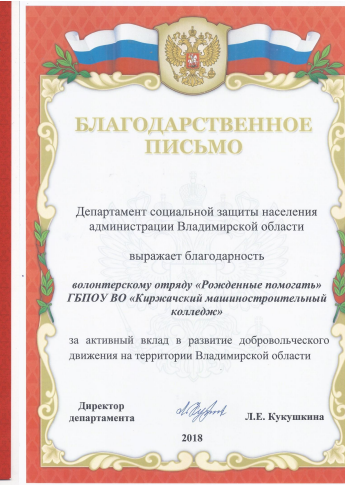 БЛАГОДАРСТВЕННОЕ
ПИСЬМО
Департамент социальной защиты населения
администрации Владимирской области
выражает благодарность
волонтерскому отряду «Рожденные помогать»
ГБПОУ ВО «Киржачский машиностроительный
колледж»
за активный вклад в развитие добровольческого
движения на территории Владимирской области
Директор
департамента
Л.Е. Кукушкина
2018